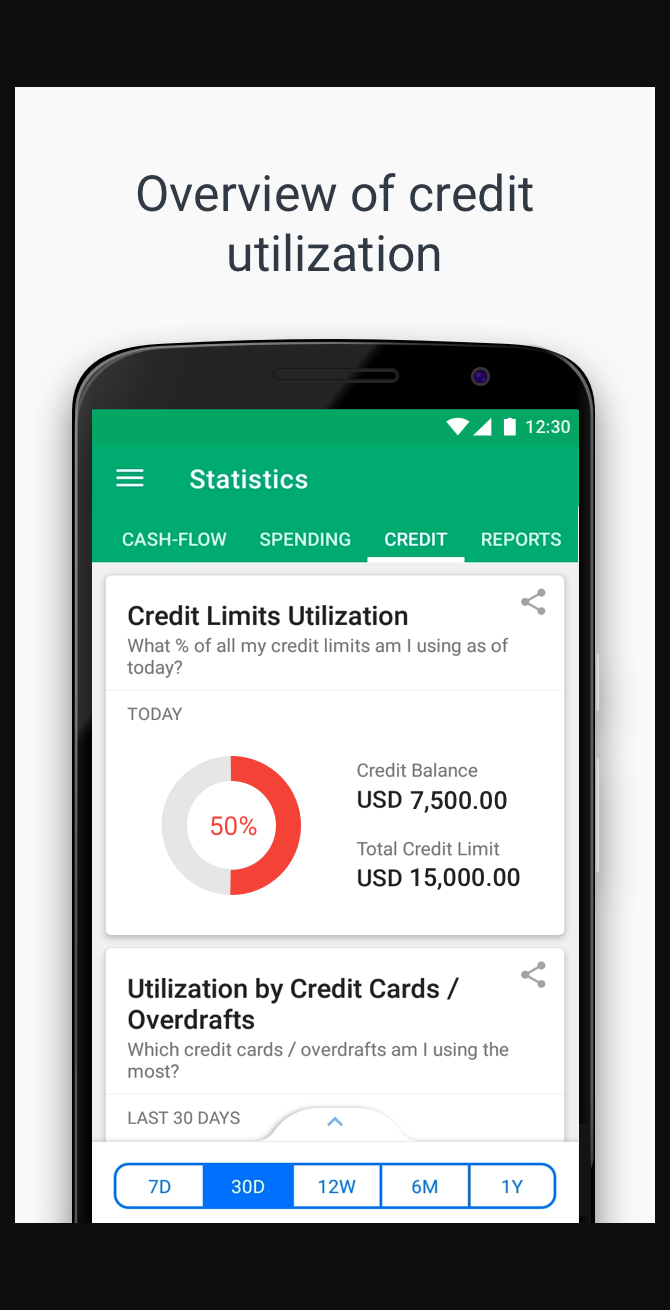 Overview of credit
utilization
12:30
Statistics
CASH-FLOW SPENDING CREDIT REPORTS
Credit Limits Utilization
What % of all my credit limits am I using as of
today?
TODAY
50%
Credit Balance
USD 7,500.00
Total Credit Limit
USD 15,000.00
Utilization by Credit Cards /
Overdrafts
Which credit cards / overdrafts am I using the
most?
LAST 30 DAYS
7D 30D 12W 6M 1Y